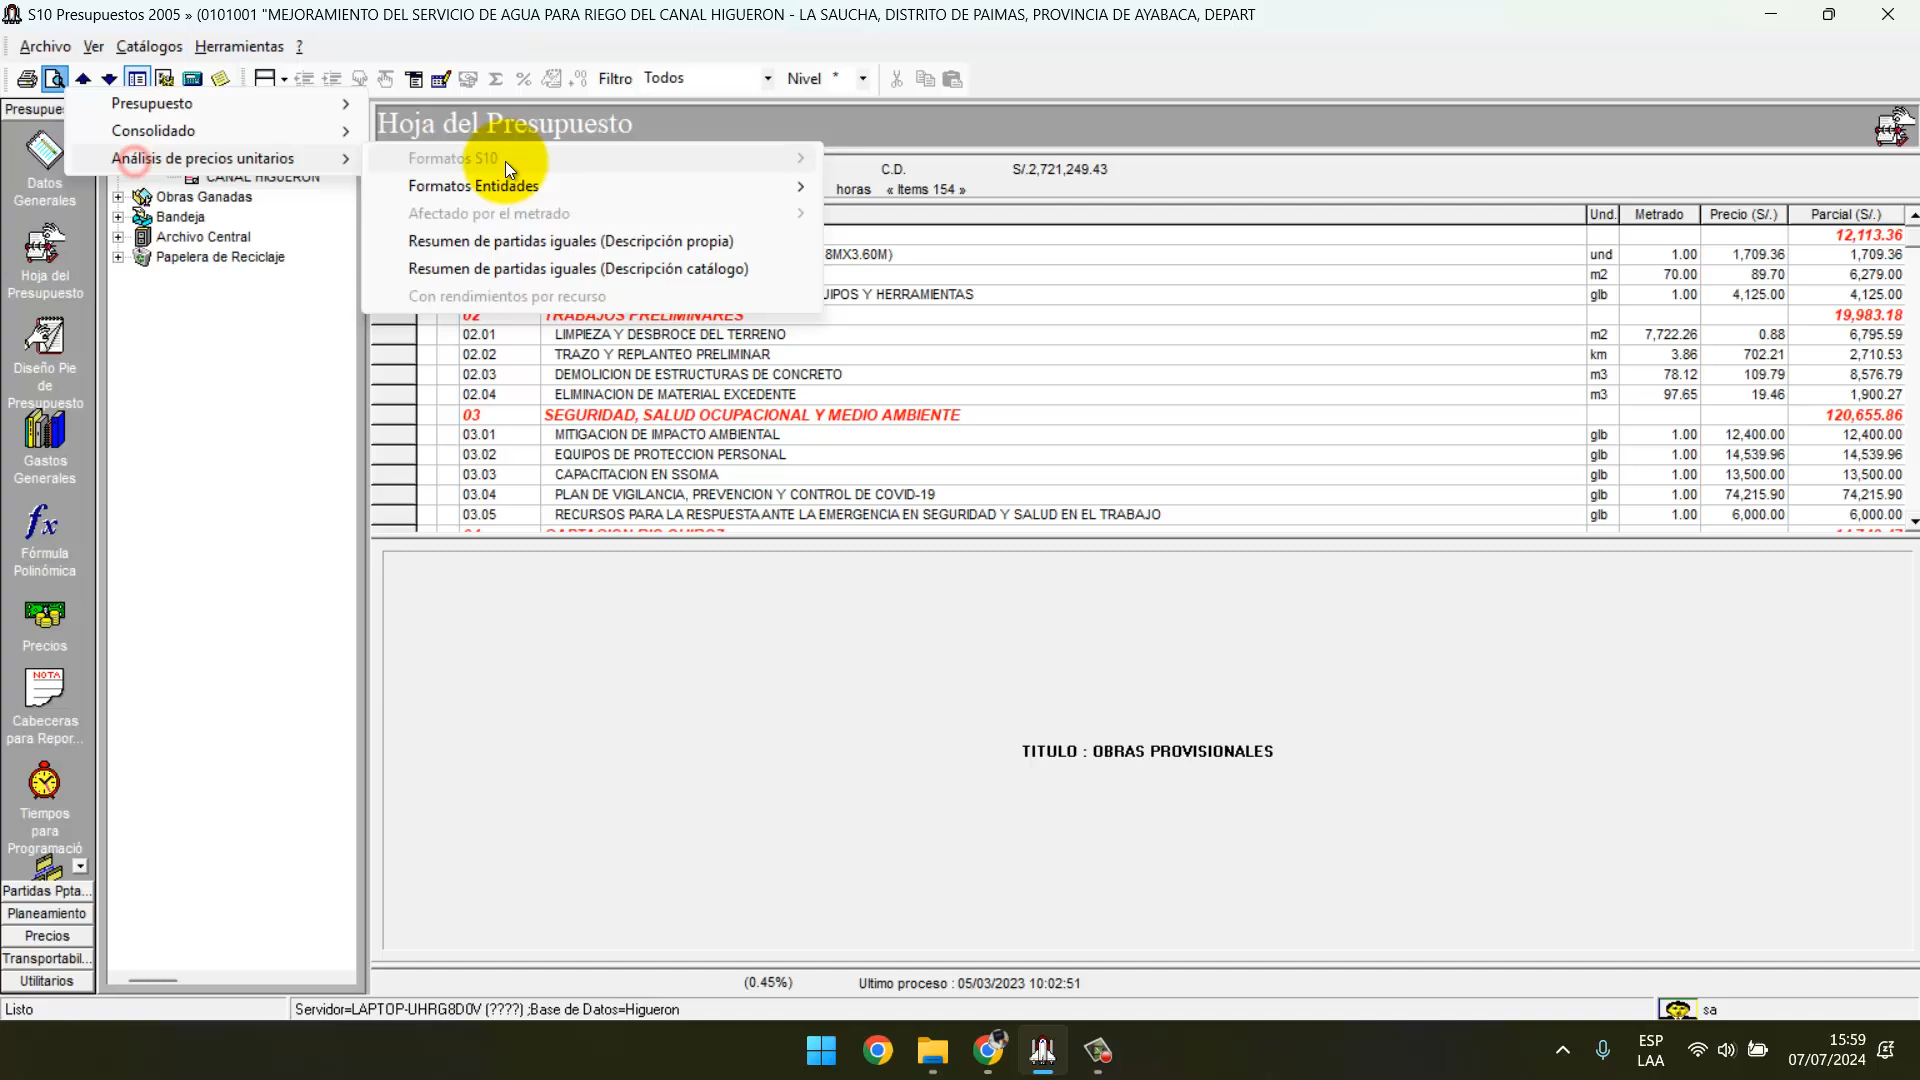 S10 Presupuestos 2005 » (0101001 "MEJORAMIENTO DEL SERVICIO DE AGUA PARA RIEGO DEL CANAL HIGUERON - LA SAUCHA, DISTRITO DE PAIMAS, PROVINCIA DE AYABACA, DEPART
Archivo Ver Catálogos Herramientas ?
Filtro Todos Nivel *
Presupue
Presupuesto
Consolidado
Análisis de precios unitarios
Formatos S10
Formatos Entidades
Afectado por el metrado
Resumen de partidas iguales (Descripción propia)
Resumen de partidas iguales (Descripción catálogo)
Con rendimientos por recurso
Datos
Generales
Hoja del
Presupuesto
Diseño Pie
de
Presupuesto
Gastos
Generales
fx
Fórmula
Polinómica
Precios
NOTA
Cabeceras
para Repor...
Tiempos
para
Programació
Partidas Ppta...
Planeamiento
Precios
Transportabil...
Utilitarios
CANAL HIGUERON
Obras Ganadas
Bandeja
Archivo Central
Papelera de Reciclaje
Hoja del Presupuesto
C.D. S/.2,721,249.43
horas « Items 154 »
Und. Metrado Precio (S/.) Parcial (S/.)
12,113.36
8MX3.60M) und 1.00 1,709.36 1,709.36
m2 70.00 89.70 6,279.00
UIPOS Y HERRAMIENTAS glb 1.00 4,125.00 4,125.00
02 TRABAJOS PRELIMINARES 19,983.18
02.01 LIMPIEZA Y DESBROCE DEL TERRENO m2 7,722.26 0.88 6,795.59
02.02 TRAZO Y REPLANTEO PRELIMINAR km 3.86 702.21 2,710.53
02.03 DEMOLICION DE ESTRUCTURAS DE CONCRETO m3 78.12 109.79 8,576.79
02.04 ELIMINACION DE MATERIAL EXCEDENTE m3 97.65 19.46 1,900.27
03 SEGURIDAD, SALUD OCUPACIONAL Y MEDIO AMBIENTE 120,655.86
03.01 MITIGACION DE IMPACTO AMBIENTAL glb 1.00 12,400.00 12,400.00
03.02 EQUIPOS DE PROTECCION PERSONAL glb 1.00 14,539.96 14,539.96
03.03 CAPACITACION EN SSOMA glb 1.00 13,500.00 13,500.00
03.04 PLAN DE VIGILANCIA, PREVENCION Y CONTROL DE COVID-19 glb 1.00 74,215.90 74,215.90
03.05 RECURSOS PARA LA RESPUESTA ANTE LA EMERGENCIA EN SEGURIDAD Y SALUD EN EL TRABAJO glb 1.00 6,000.00 6,000.00
TITULO : OBRAS PROVISIONALES
(0.45%) Ultimo proceso : 05/03/2023 10:02:51
Listo Servidor=LAPTOP-UHRG8D0V (????) ;Base de Datos=Higueron sa
ESP
LAA
15:59
07/07/2024